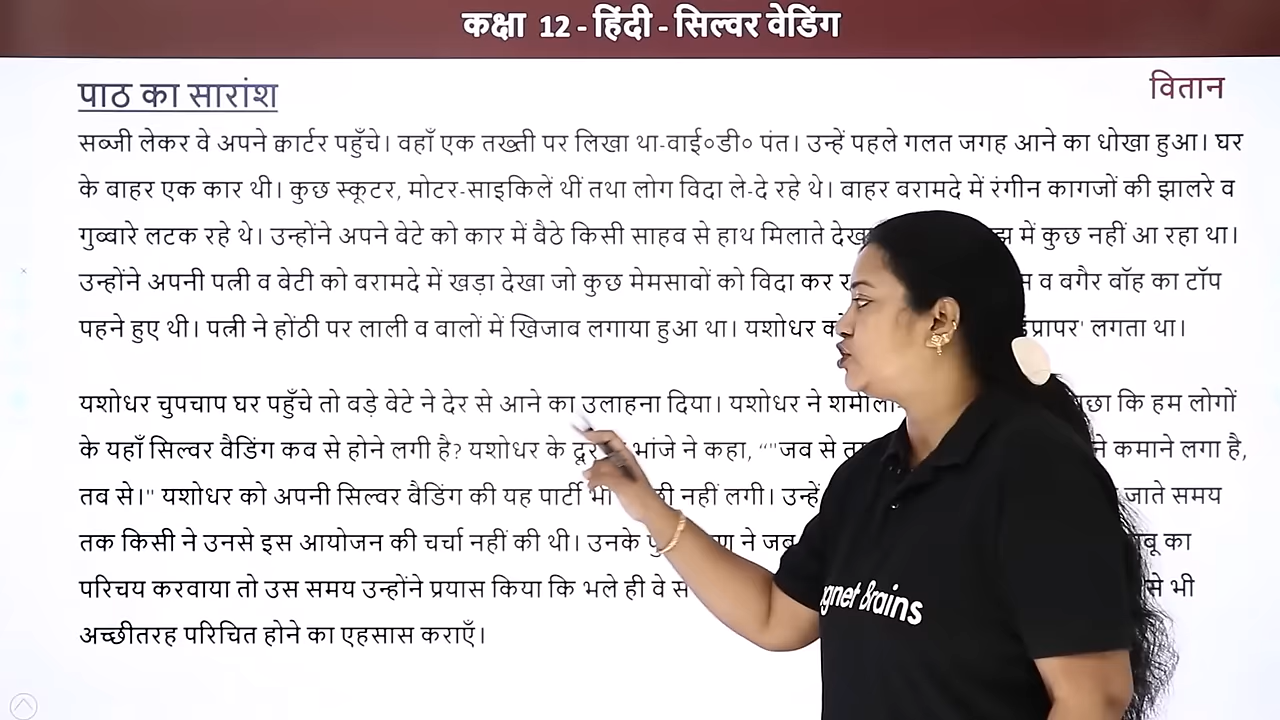 कक्षा 12 - हिंदी - सिल्वर वेडिंग
पाठ का सारांश
वितान
सब्जी लेकर वे अपने क्वार्टर पहुँचे। वहाँ एक तख्ती पर लिखा था-वाई०डी० पंत। उन्हें पहले गलत जगह आने का धोखा हुआ। घर
के बाहर एक कार थी। कुछ स्कूटर, मोटर-साइकिलें थीं तथा लोग विदा ले-दे रहे थे। बाहर बरामदे में रंगीन कागजों की झालरे व
गुब्बारे लटक रहे थे। उन्होंने अपने बेटे को कार में बैठे किसी साहब से हाथ मिलाते में कुछ नहीं आ रहा था।
उन्होंने अपनी पत्नी व बेटी को बरामदे में खड़ा देखा जो कुछ मेमसाबों को विदा कर व बगैर बॉह का टॉप
पहने हुए थी। पत्नी ने होंठी पर लाली व बालों में खिजाब लगाया हुआ था। यशोधर लगता था।
यशोधर चुपचाप घर पहुँचे तो बड़े बेटे ने देर से आने का उलाहना दिया। यशोधर ने कि हम लोगों
के यहाँ सिल्वर वैडिंग कब से होने लगी है? यशोधर के दूर भांजे ने कहा, “"जब से कमाने लगा है,
तब से।" यशोधर को अपनी सिल्वर बैडिंग की यह पार्टी नहीं लगी। उन्हें जाते समय
तक किसी ने उनसे इस आयोजन की चर्चा नहीं की थी। उनके ने का
परिचय करवाया तो उस समय उन्होंने प्रयास किया कि भले ही वे से भी
अच्छीतरह परिचित होने का एहसास कराएँ।
gnet Brains